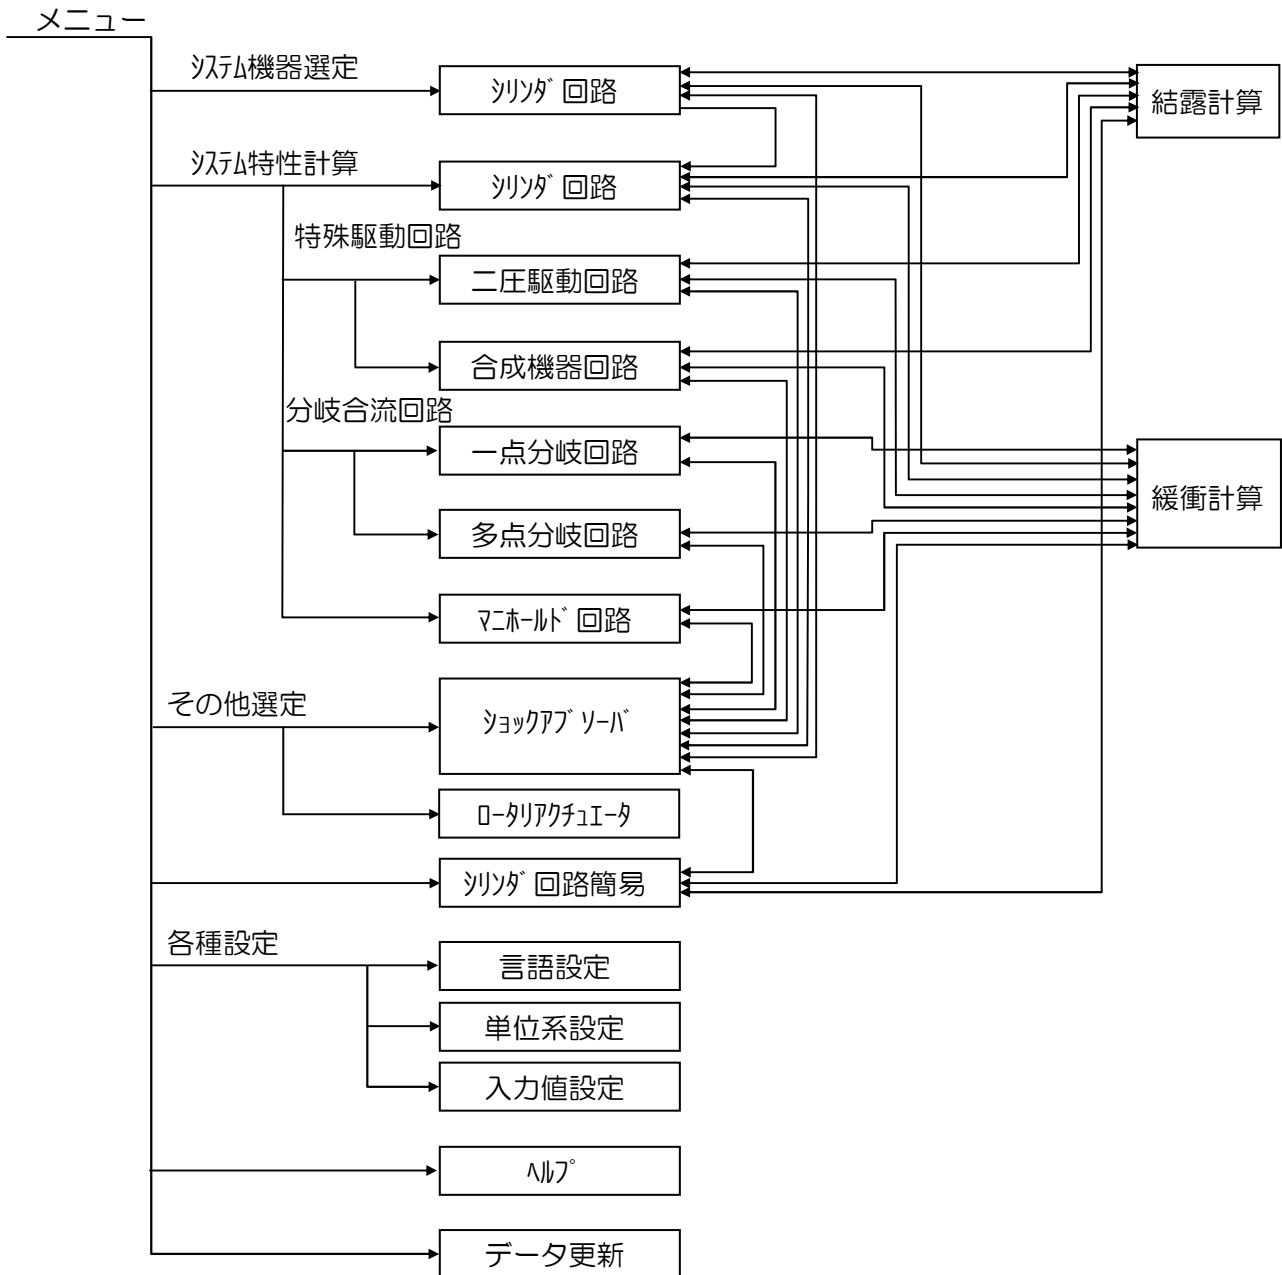 メニュー
ｼｽﾃﾑ機器選定
ｼﾘﾝﾀﾞ回路
結露計算
ｼｽﾃﾑ特性計算
ｼﾘﾝﾀﾞ回路
特殊駆動回路
二圧駆動回路
合成機器回路
分岐合流回路
一点分岐回路
緩衝計算
多点分岐回路
ﾏﾆﾎｰﾙﾄﾞ回路
その他選定
ｼｮｯｸｱﾌﾞｿｰﾊﾞ
ﾛｰﾀﾘｱｸﾁｭｴｰﾀ
ｼﾘﾝﾀﾞ回路簡易
各種設定
言語設定
単位系設定
入力値設定
ﾍﾙﾌﾟ
データ更新